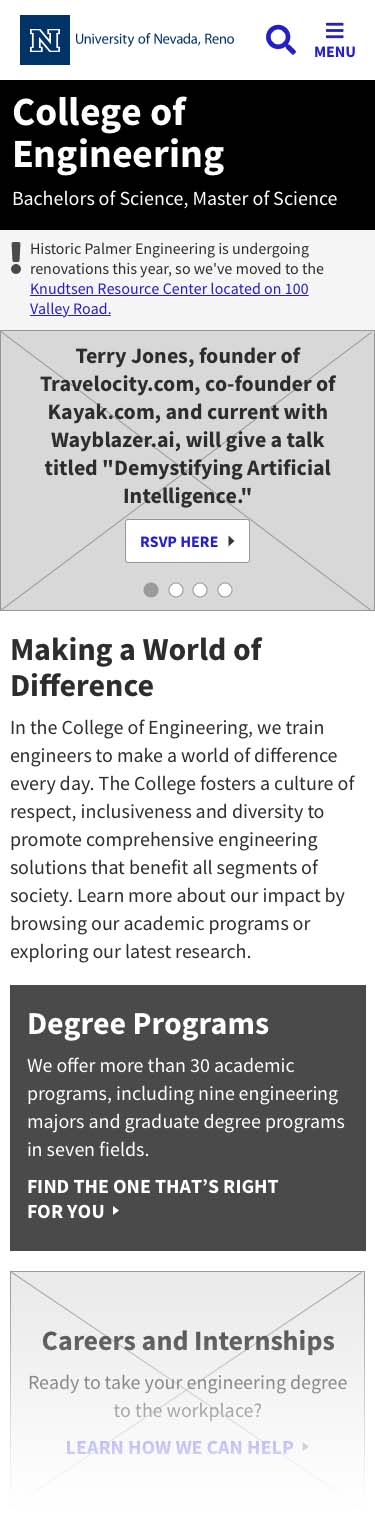 N
University of Nevada, Reno
MENU
College of
Engineering
Bachelors of Science, Master of Science
Historic Palmer Engineering is undergoing
renovations this year, so we've moved to the
Knudtsen Resource Center located on 100
Valley Road.
Terry Jones, founder of
Travelocity.com, co-founder of
Kayak.com, and current with
Wayblazer.ai, will give a talk
titled "Demystifying Artificial
Intelligence."
RSVP HERE
Making a World of
Difference
In the College of Engineering, we train
engineers to make a world of difference
every day. The College fosters a culture of
respect, inclusiveness and diversity to
promote comprehensive engineering
solutions that benefit all segments of
society. Learn more about our impact by
browsing our academic programs or
exploring our latest research.
Degree Programs
We offer more than 30 academic
programs, including nine engineering
majors and graduate degree programs
in seven fields.
FIND THE ONE THAT’S RIGHT
FOR YOU
Careers and Internships
Ready to take your engineering degree
to the workplace?
LEARN HOW WE CAN HELP